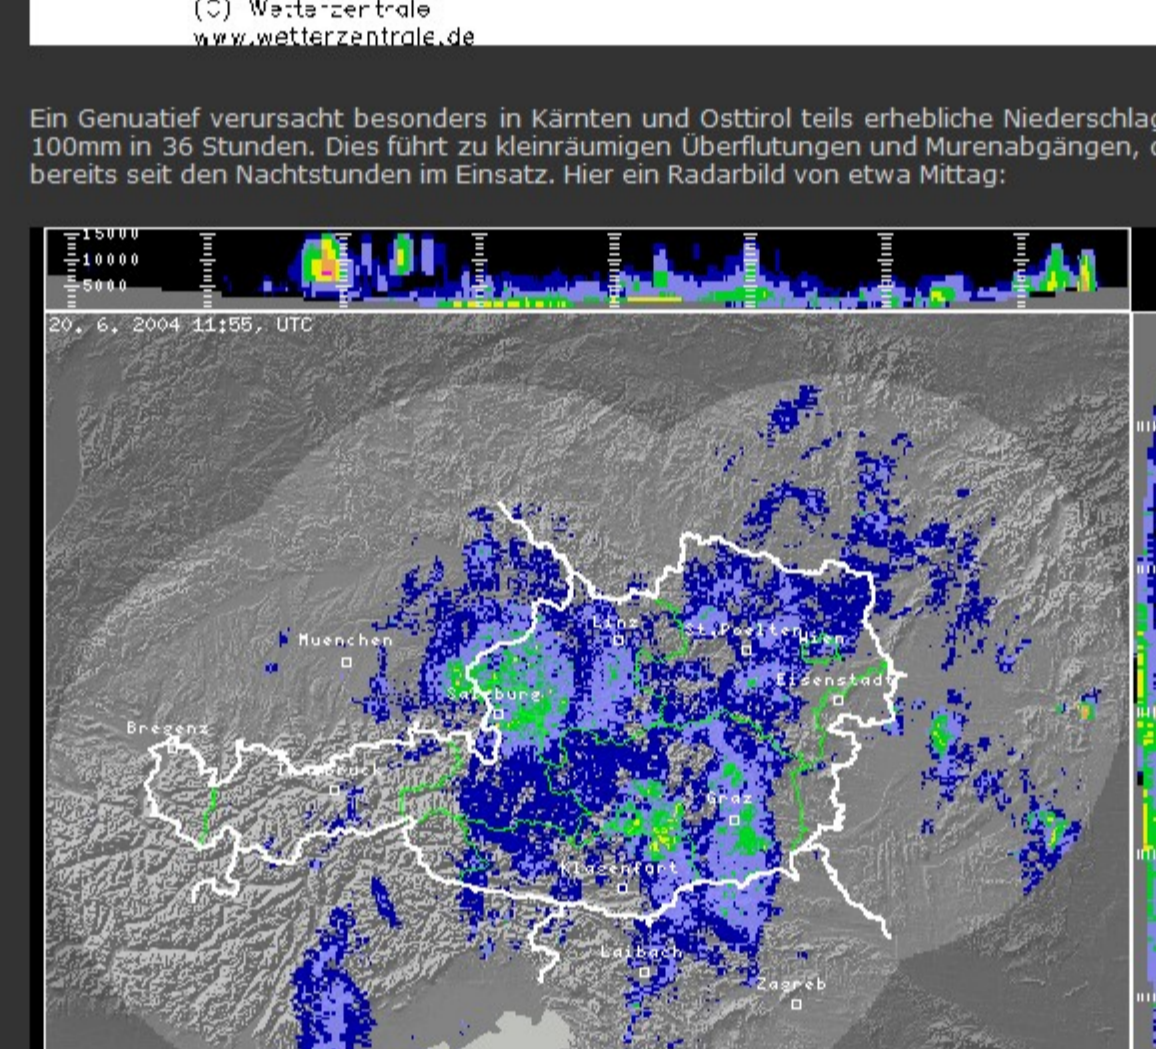 (C) Wetterzentrale
www.wetterzentrale.de
Ein Genuatief verursacht besonders in Kärnten und Osttirol teils erhebliche Niederschlag
100mm in 36 Stunden. Dies führt zu kleinräumigen Überflutungen und Murenabgängen,
bereits seit den Nachtstunden im Einsatz. Hier ein Radarbild von etwa Mittag:
15000
10000
5000
20. 6. 2004 11:55, UTC
Linz
St.Poelten
Wien
Muenchen
Eisenstadt
Salzburg
Bregenz
Innsbruck
Graz
Klagenfurt
Laibach
Zagreb